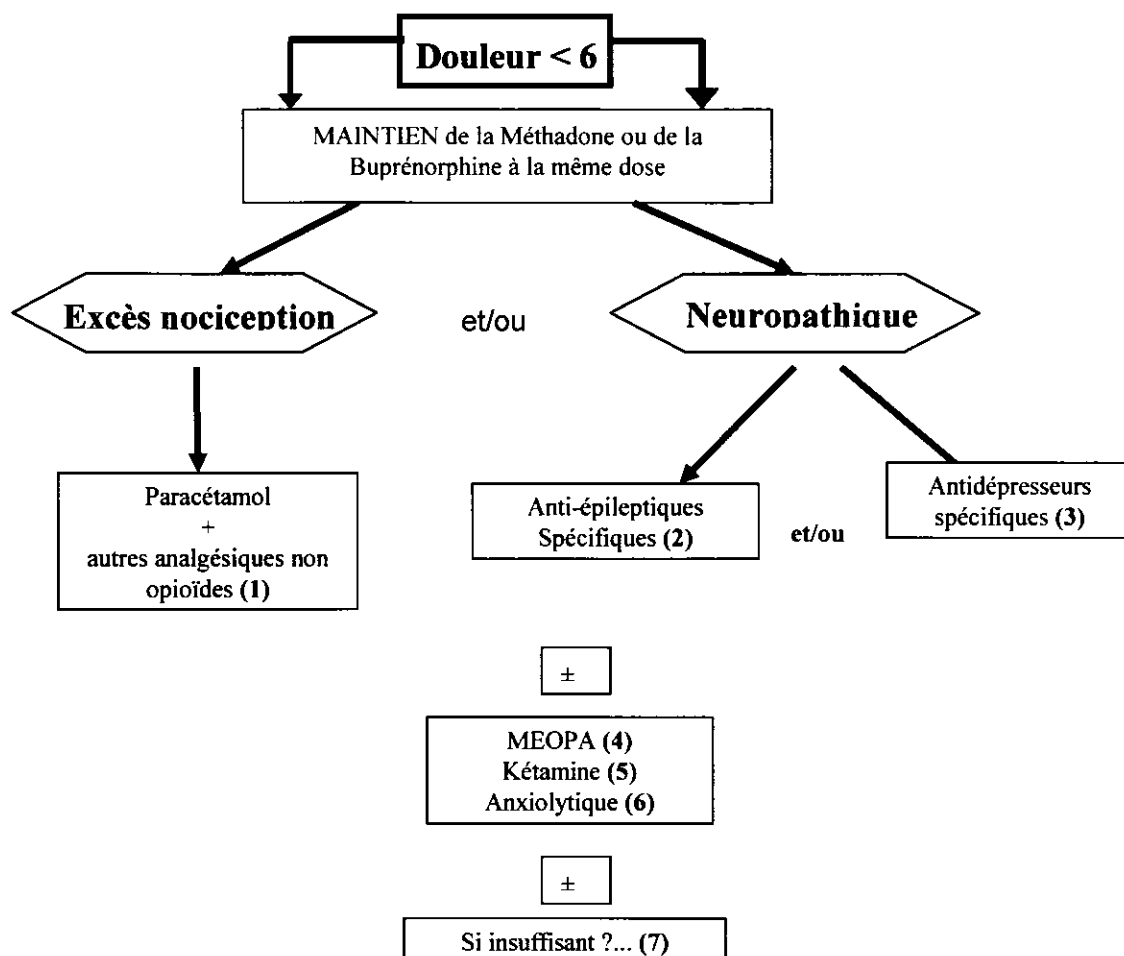 Douleur < 6
MAINTIEN de la Méthadone ou de la
Buprénorphine à la même dose
Excès nociception
et/ou
Neuropathique
Paracétamol
+
autres analgésiques non
opioïdes (1)
Anti-épileptiques
Spécifiques (2)
et/ou
Antidépresseurs
spécifiques (3)
±
MEOPA (4)
Kétamine (5)
Anxiolytique (6)
±
Si insuffisant ?... (7)